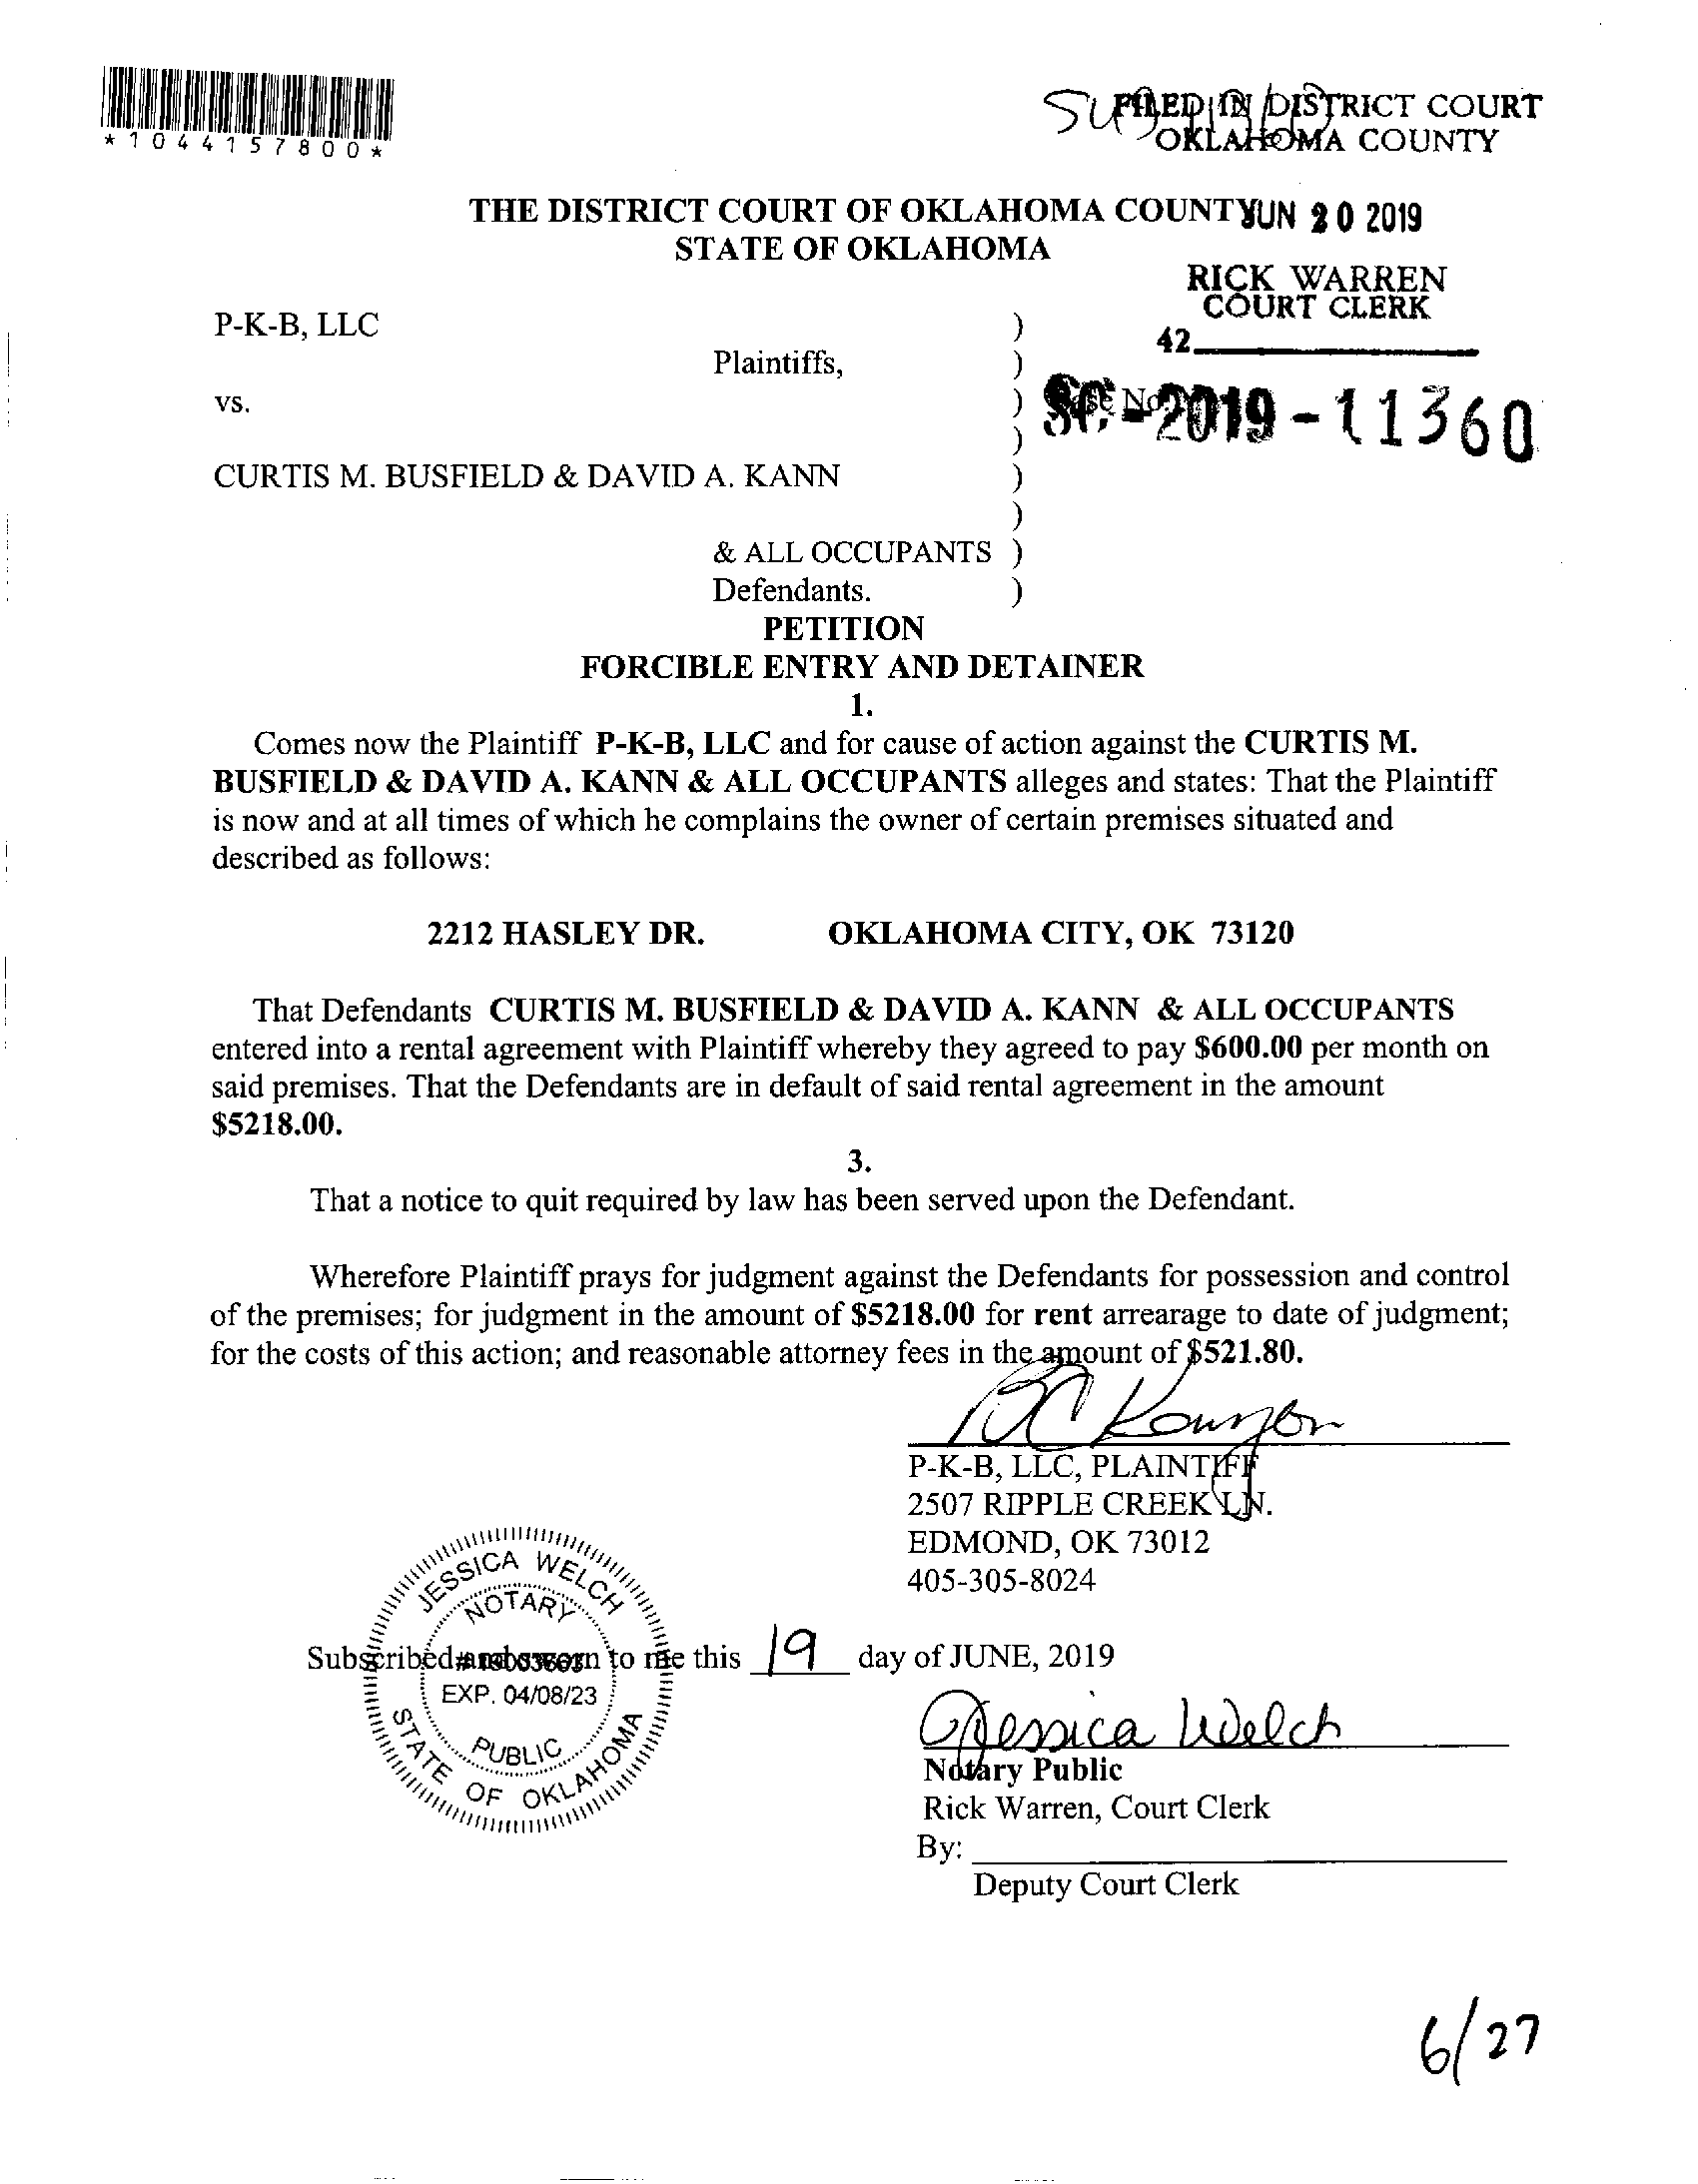 *1044157800*
FILED IN DISTRICT COURT
OKLAHOMA COUNTY
THE DISTRICT COURT OF OKLAHOMA COUNTY
JUN 20 2019
STATE OF OKLAHOMA
RICK WARREN
COURT CLERK
42
P-K-B, LLC )
Plaintiffs, )
vs. ) Case No.
SC-2019-11360
)
CURTIS M. BUSFIELD & DAVID A. KANN )
)
& ALL OCCUPANTS )
Defendants. )
PETITION
FORCIBLE ENTRY AND DETAINER
1.
Comes now the Plaintiff P-K-B, LLC and for cause of action against the CURTIS M.
BUSFIELD & DAVID A. KANN & ALL OCCUPANTS alleges and states: That the Plaintiff
is now and at all times of which he complains the owner of certain premises situated and
described as follows:
2212 HASLEY DR. OKLAHOMA CITY, OK 73120
That Defendants CURTIS M. BUSFIELD & DAVID A. KANN & ALL OCCUPANTS
entered into a rental agreement with Plaintiff whereby they agreed to pay $600.00 per month on
said premises. That the Defendants are in default of said rental agreement in the amount
$5218.00.
3.
That a notice to quit required by law has been served upon the Defendant.
Wherefore Plaintiff prays for judgment against the Defendants for possession and control
of the premises; for judgment in the amount of $5218.00 for rent arrearage to date of judgment;
for the costs of this action; and reasonable attorney fees in the amount of $521.80.
P-K-B, LLC, PLAINTIFF
2507 RIPPLE CREEK LN.
EDMOND, OK 73012
405-305-8024
JESSICA WELCH
NOTARY
Subscribed and sworn to me this 19 day of JUNE, 2019
EXP. 04/08/23
PUBLIC
STATE OF OKLAHOMA
Jessica Welch
Notary Public
Rick Warren, Court Clerk
By:
Deputy Court Clerk
6/27